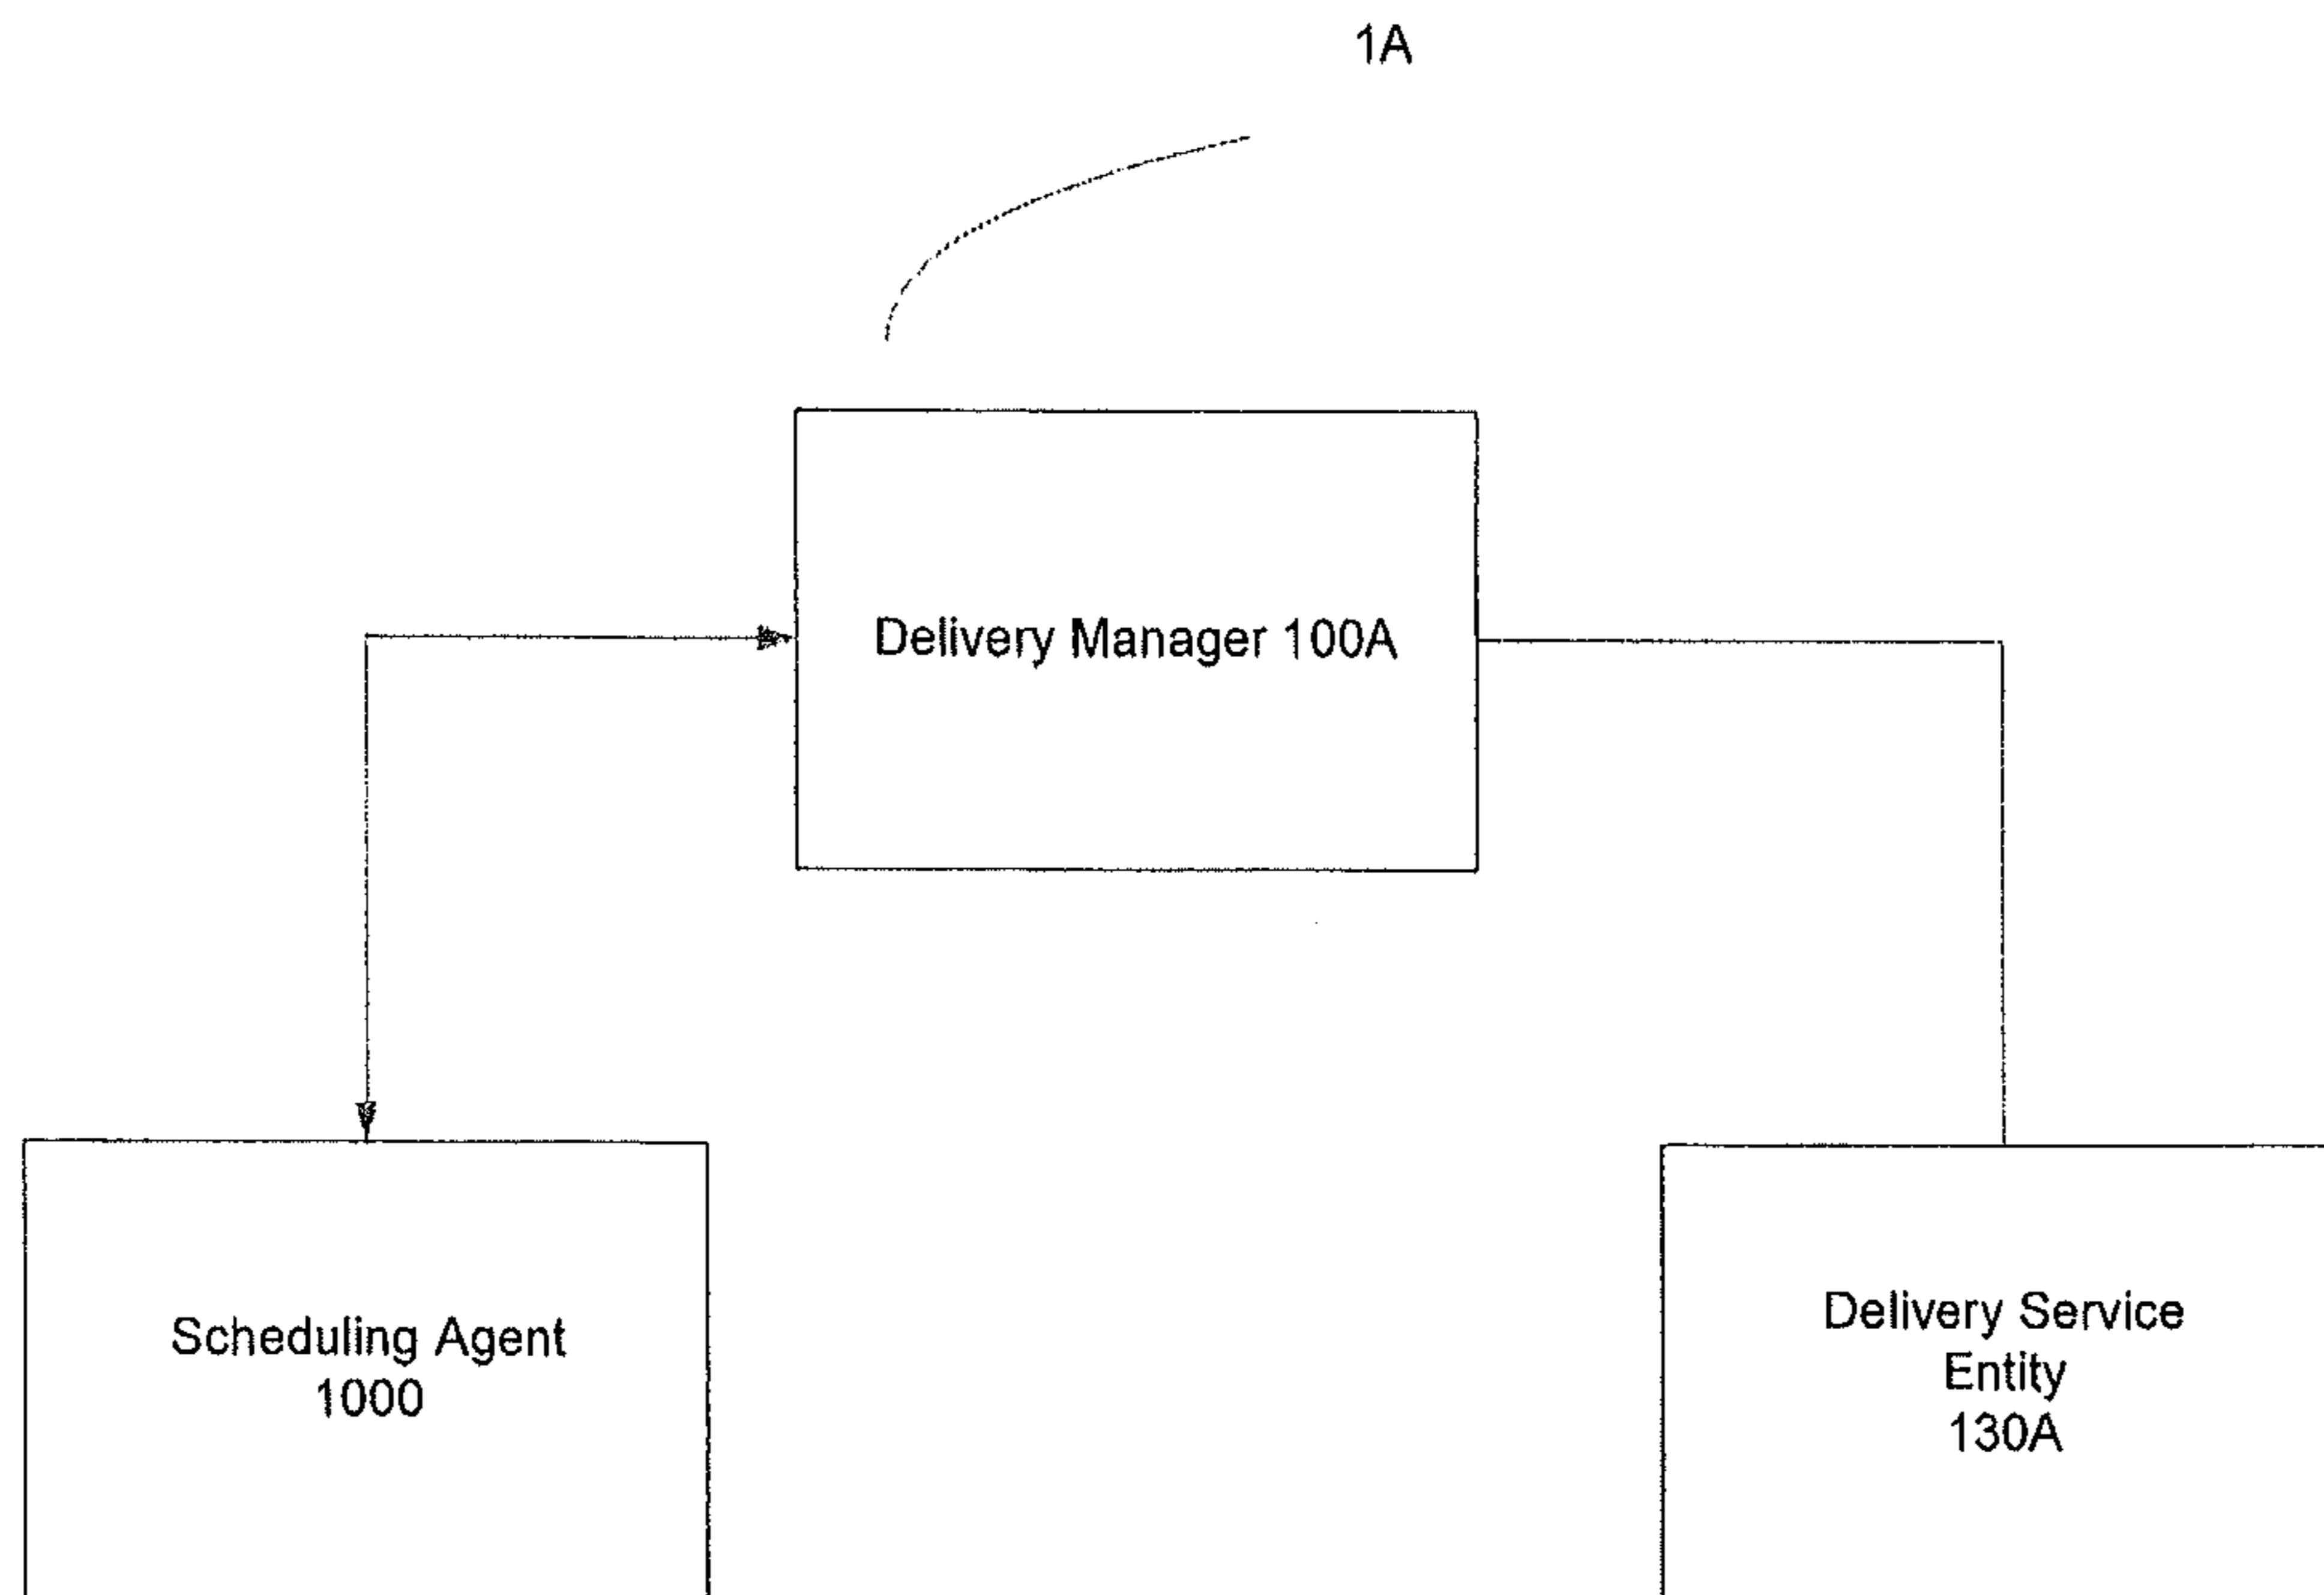 1A
Delivery Manager 100A
Scheduling Agent
1000
Delivery Service
Entity
130A